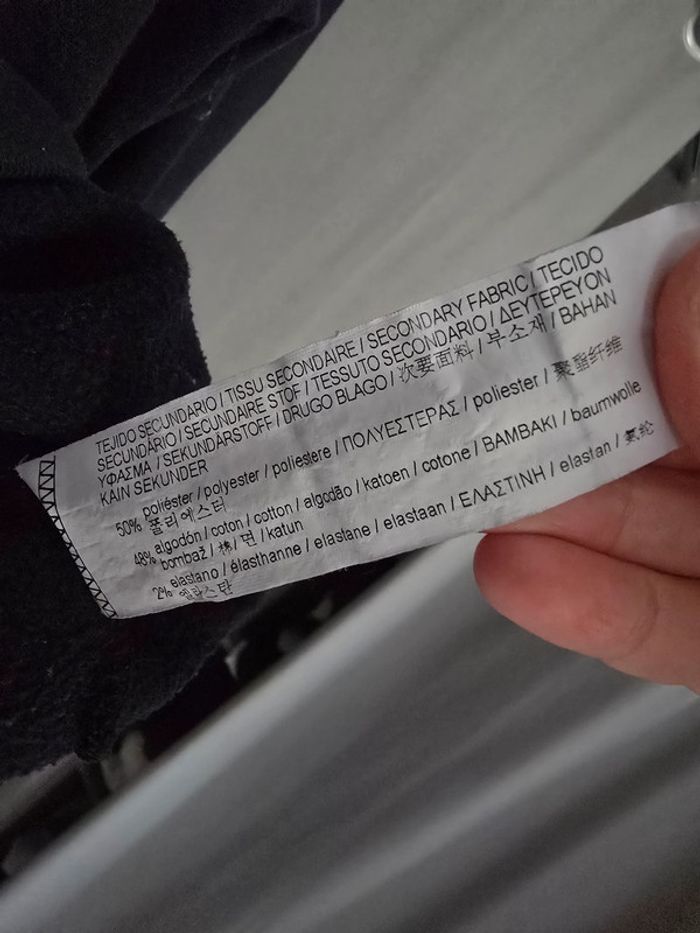 TEJIDO SECUNDARIO / TISSU SECONDAIRE / SECONDARY FABRIC / TECIDO
SECUNDÁRIO / SECUNDAIRE STOF / TESSUTO SECONDARIO / ΔΕΥΤΕΡΕΥΟΝ
ΥΦΑΣΜΑ / SEKUNDÄRSTOFF / DRUGO BLAGO / 次要面料 / 부소재 / BAHAN
KAIN SEKUNDER
50% poliéster / polyester / poliestere / ΠΟΛΥΕΣΤΕΡΑΣ / poliester / 聚酯纤维
폴리에스터
48% algodón / coton / cotton / algodão / katoen / cotone / BAMBAKI / baumwolle
bombaž / 棉 / 면 / katun
2% elastano / élasthanne / elastane / elastaan / ΕΛΑΣΤΙΝΗ / elastan / 氨纶
엘라스탄